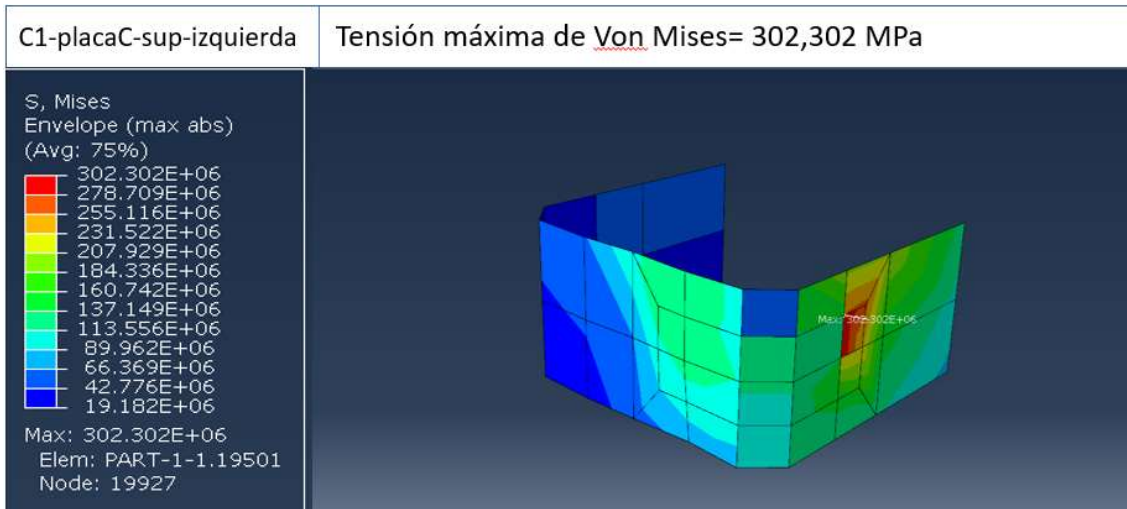 C1-placaC-sup-izquierda
Tensión máxima de Von Mises= 302,302 MPa
S, Mises
Envelope (max abs)
(Avg: 75%)
302.302E+06
278.709E+06
255.116E+06
231.522E+06
207.929E+06
184.336E+06
160.742E+06
137.149E+06
113.556E+06
89.962E+06
66.369E+06
42.776E+06
19.182E+06
Max: 302.302E+06
Elem: PART-1-1.19501
Node: 19927
Max: 302.302E+06